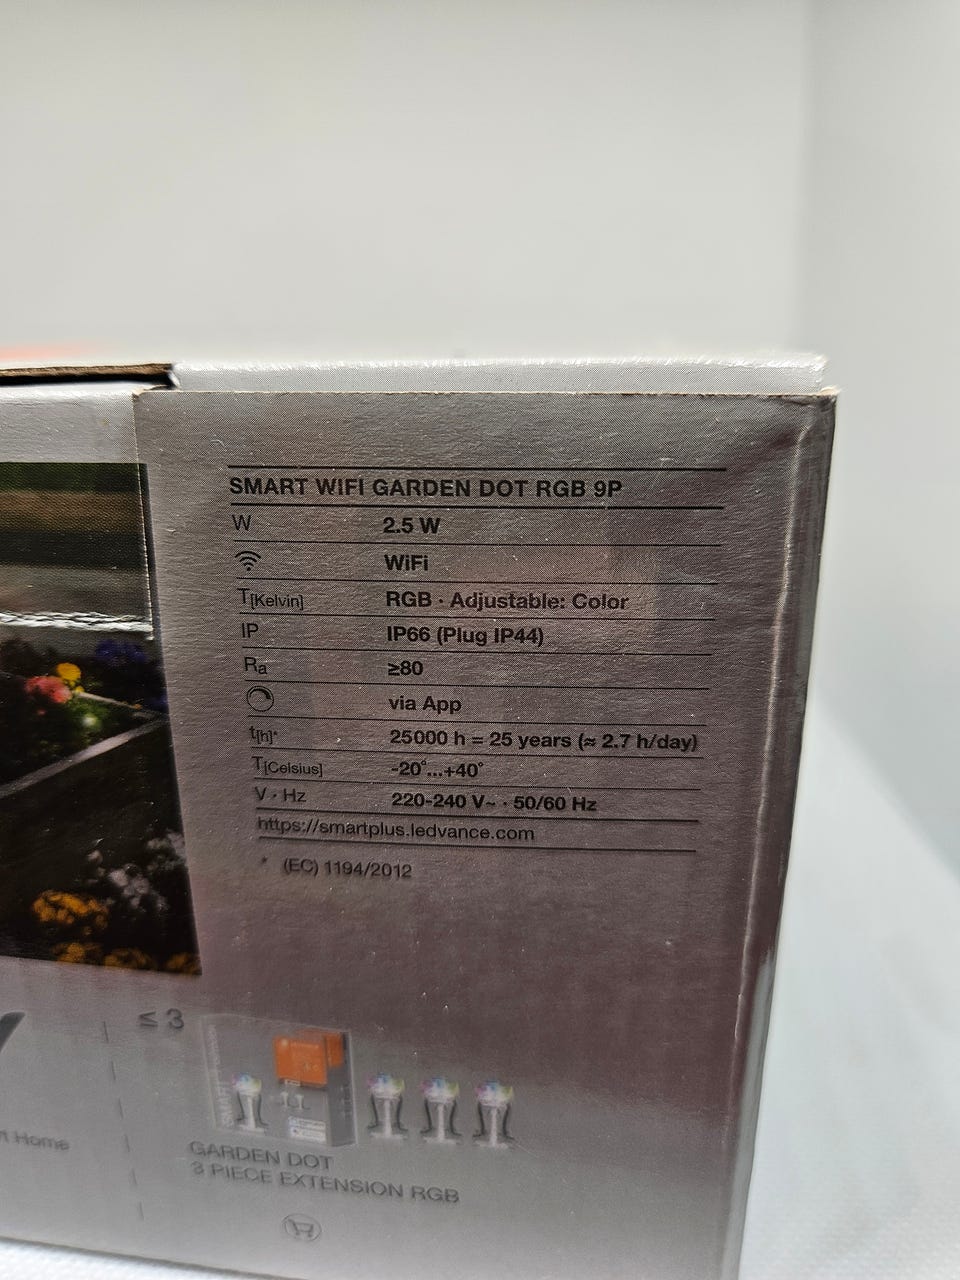 SMART WIFI GARDEN DOT RGB 9P
W 2.5 W
WiFi
T[Kelvin] RGB · Adjustable: Color
IP IP66 (Plug IP44)
Ra ≥80
via App
t[h]* 25000 h = 25 years (≈ 2.7 h/day)
T[Celsius] -20°...+40°
V · Hz 220-240 V~ · 50/60 Hz
https://smartplus.ledvance.com
* (EC) 1194/2012
≤ 3
Home
GARDEN DOT
3 PIECE EXTENSION RGB